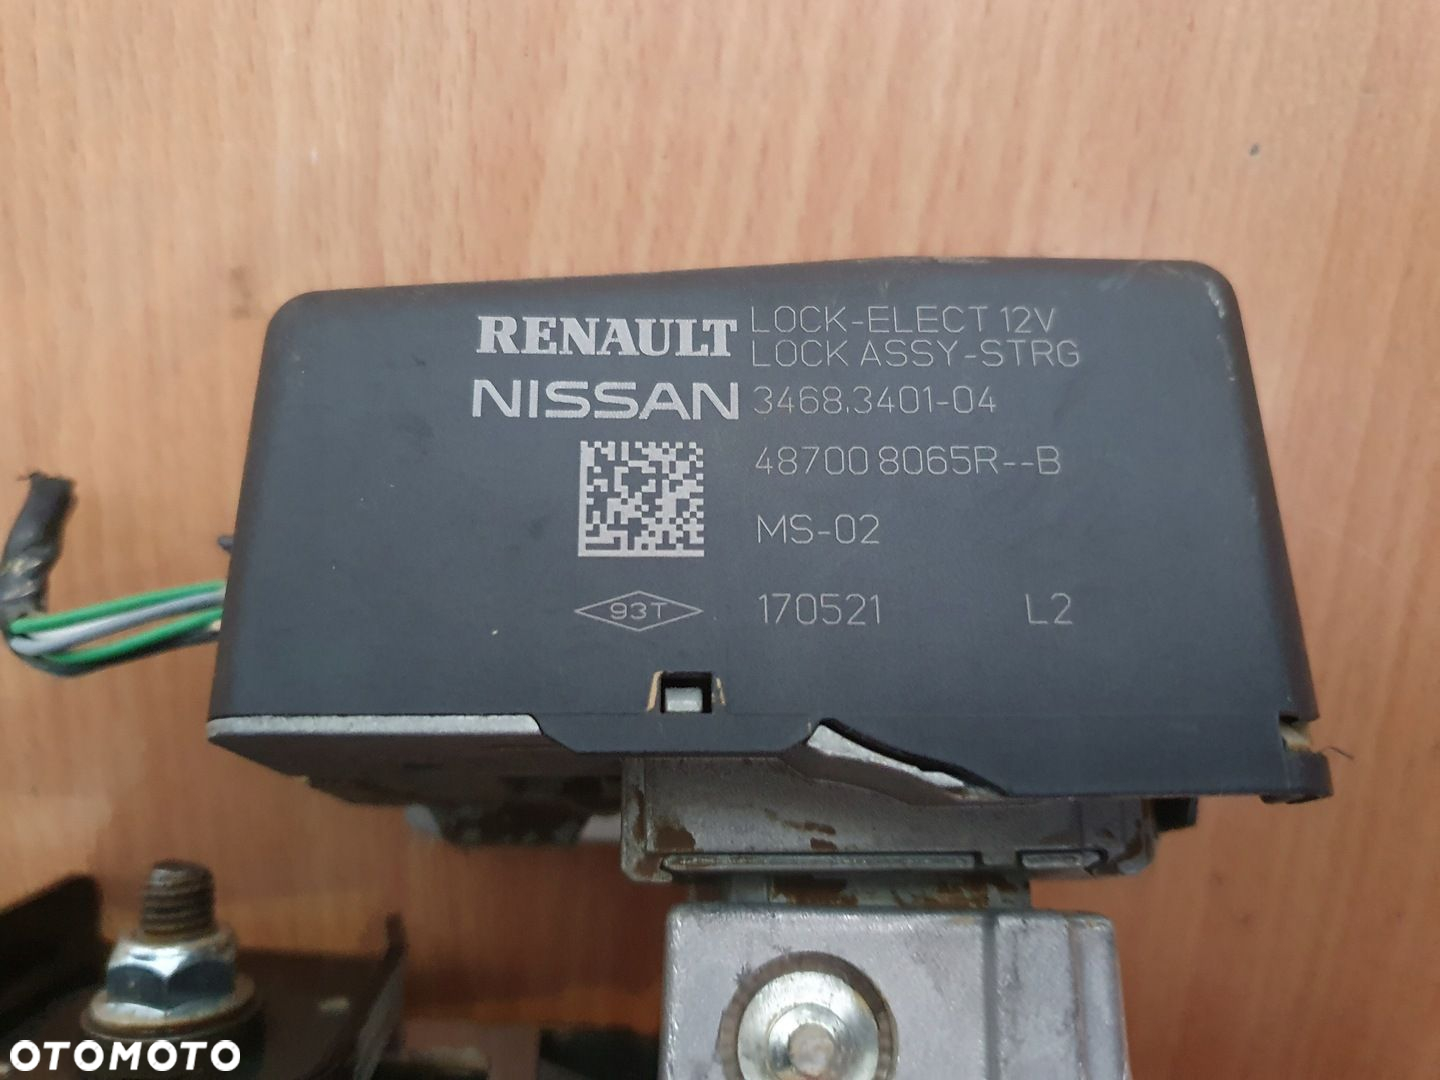 RENAULT LOCK-ELECT 12V
LOCK ASSY-STRG
NISSAN 3468.3401-04
48700 8065R--B
MS-02
93T 170521 L2
OTOMOTO